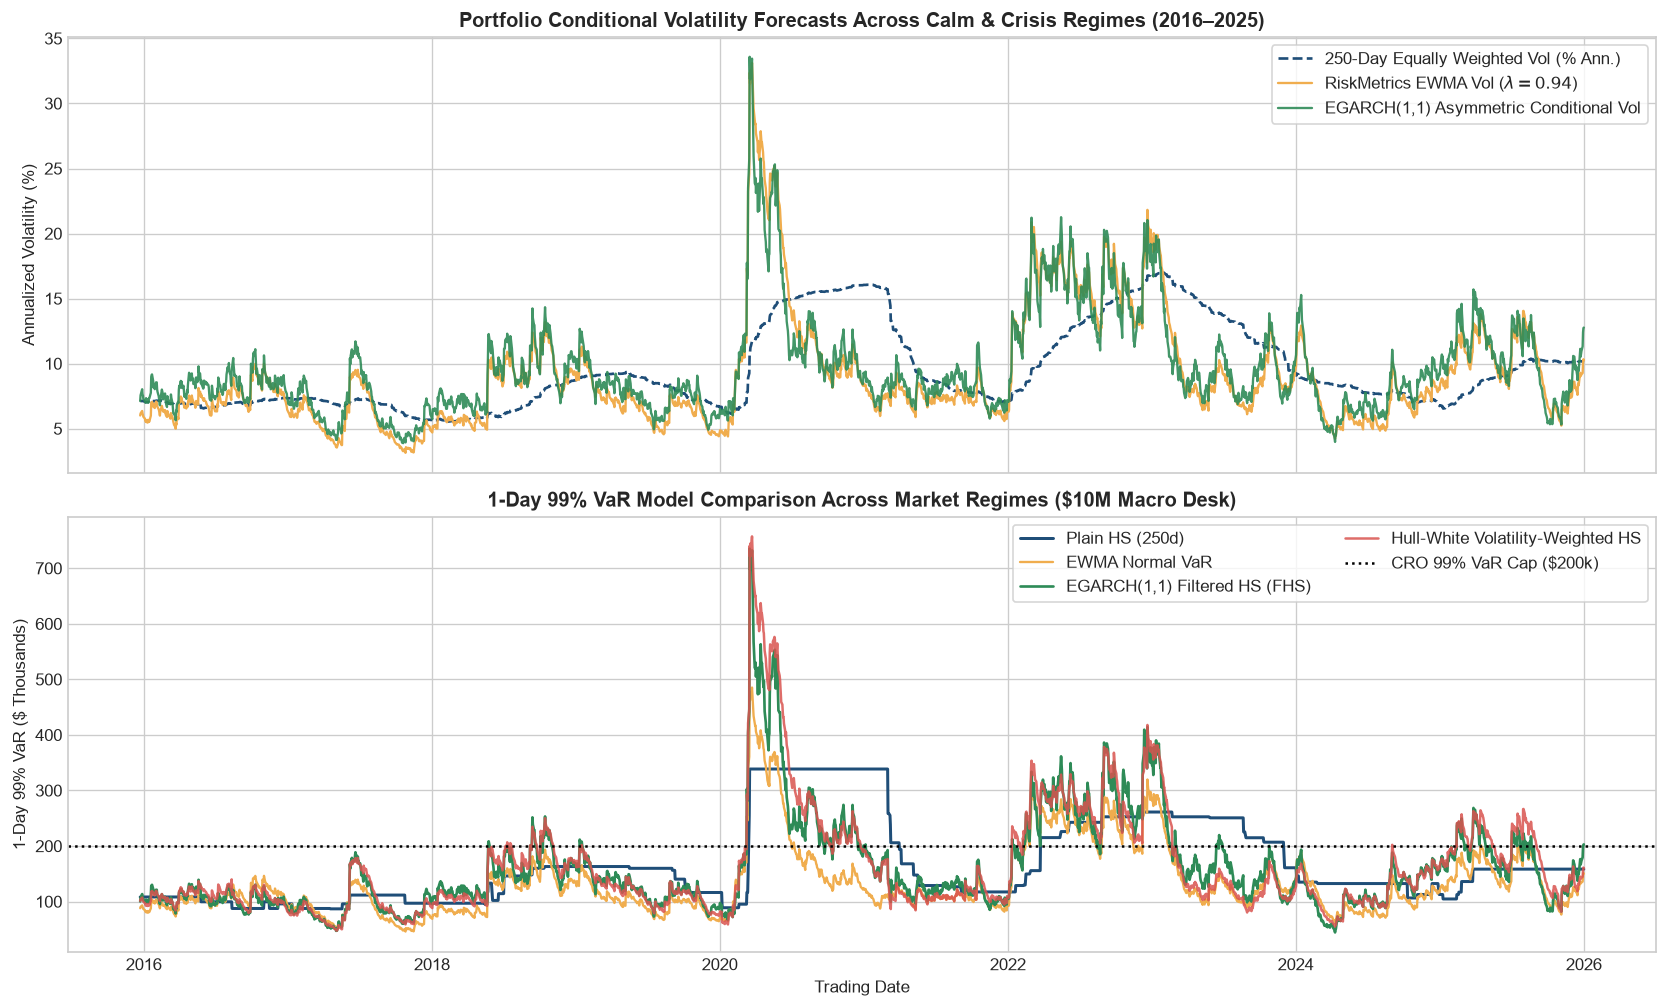 Portfolio Conditional Volatility Forecasts Across Calm & Crisis Regimes (2016–2025)
Annualized Volatility (%)
35
30
25
20
15
10
5
250-Day Equally Weighted Vol (% Ann.)
RiskMetrics EWMA Vol (λ = 0.94)
EGARCH(1,1) Asymmetric Conditional Vol
1-Day 99% VaR Model Comparison Across Market Regimes ($10M Macro Desk)
1-Day 99% VaR ($ Thousands)
700
600
500
400
300
200
100
Plain HS (250d)
EWMA Normal VaR
EGARCH(1,1) Filtered HS (FHS)
Hull-White Volatility-Weighted HS
CRO 99% VaR Cap ($200k)
2016 2018 2020 2022 2024 2026
Trading Date